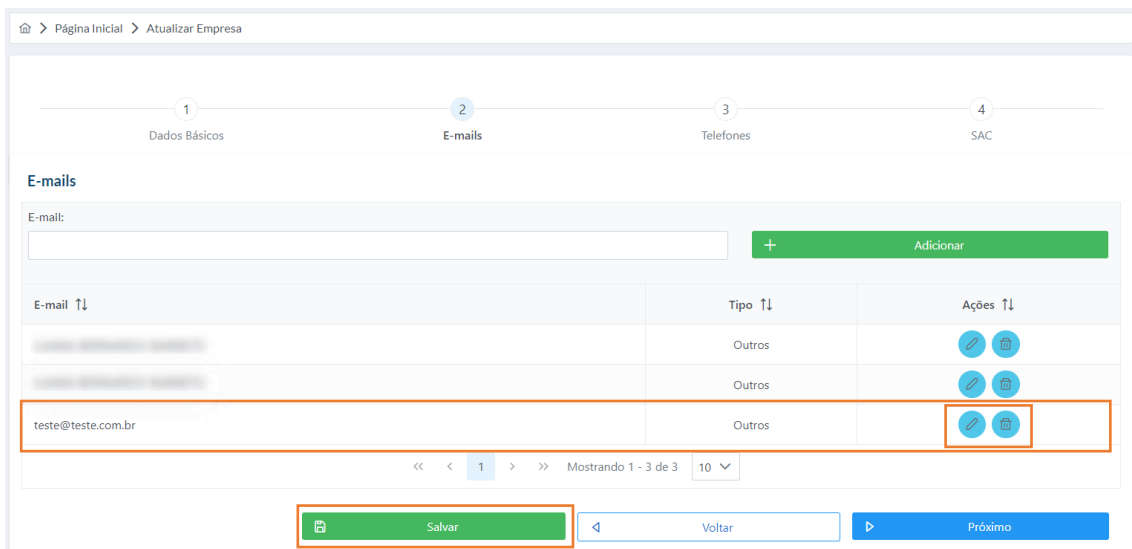 Página Inicial Atualizar Empresa
1 2 3 4
Dados Básicos E-mails Telefones SAC
E-mails
E-mail:
Adicionar
E-mail Tipo Ações
Outros
Outros
teste@teste.com.br Outros
<< < 1 > >> Mostrando 1 - 3 de 3 10
Salvar Voltar Próximo